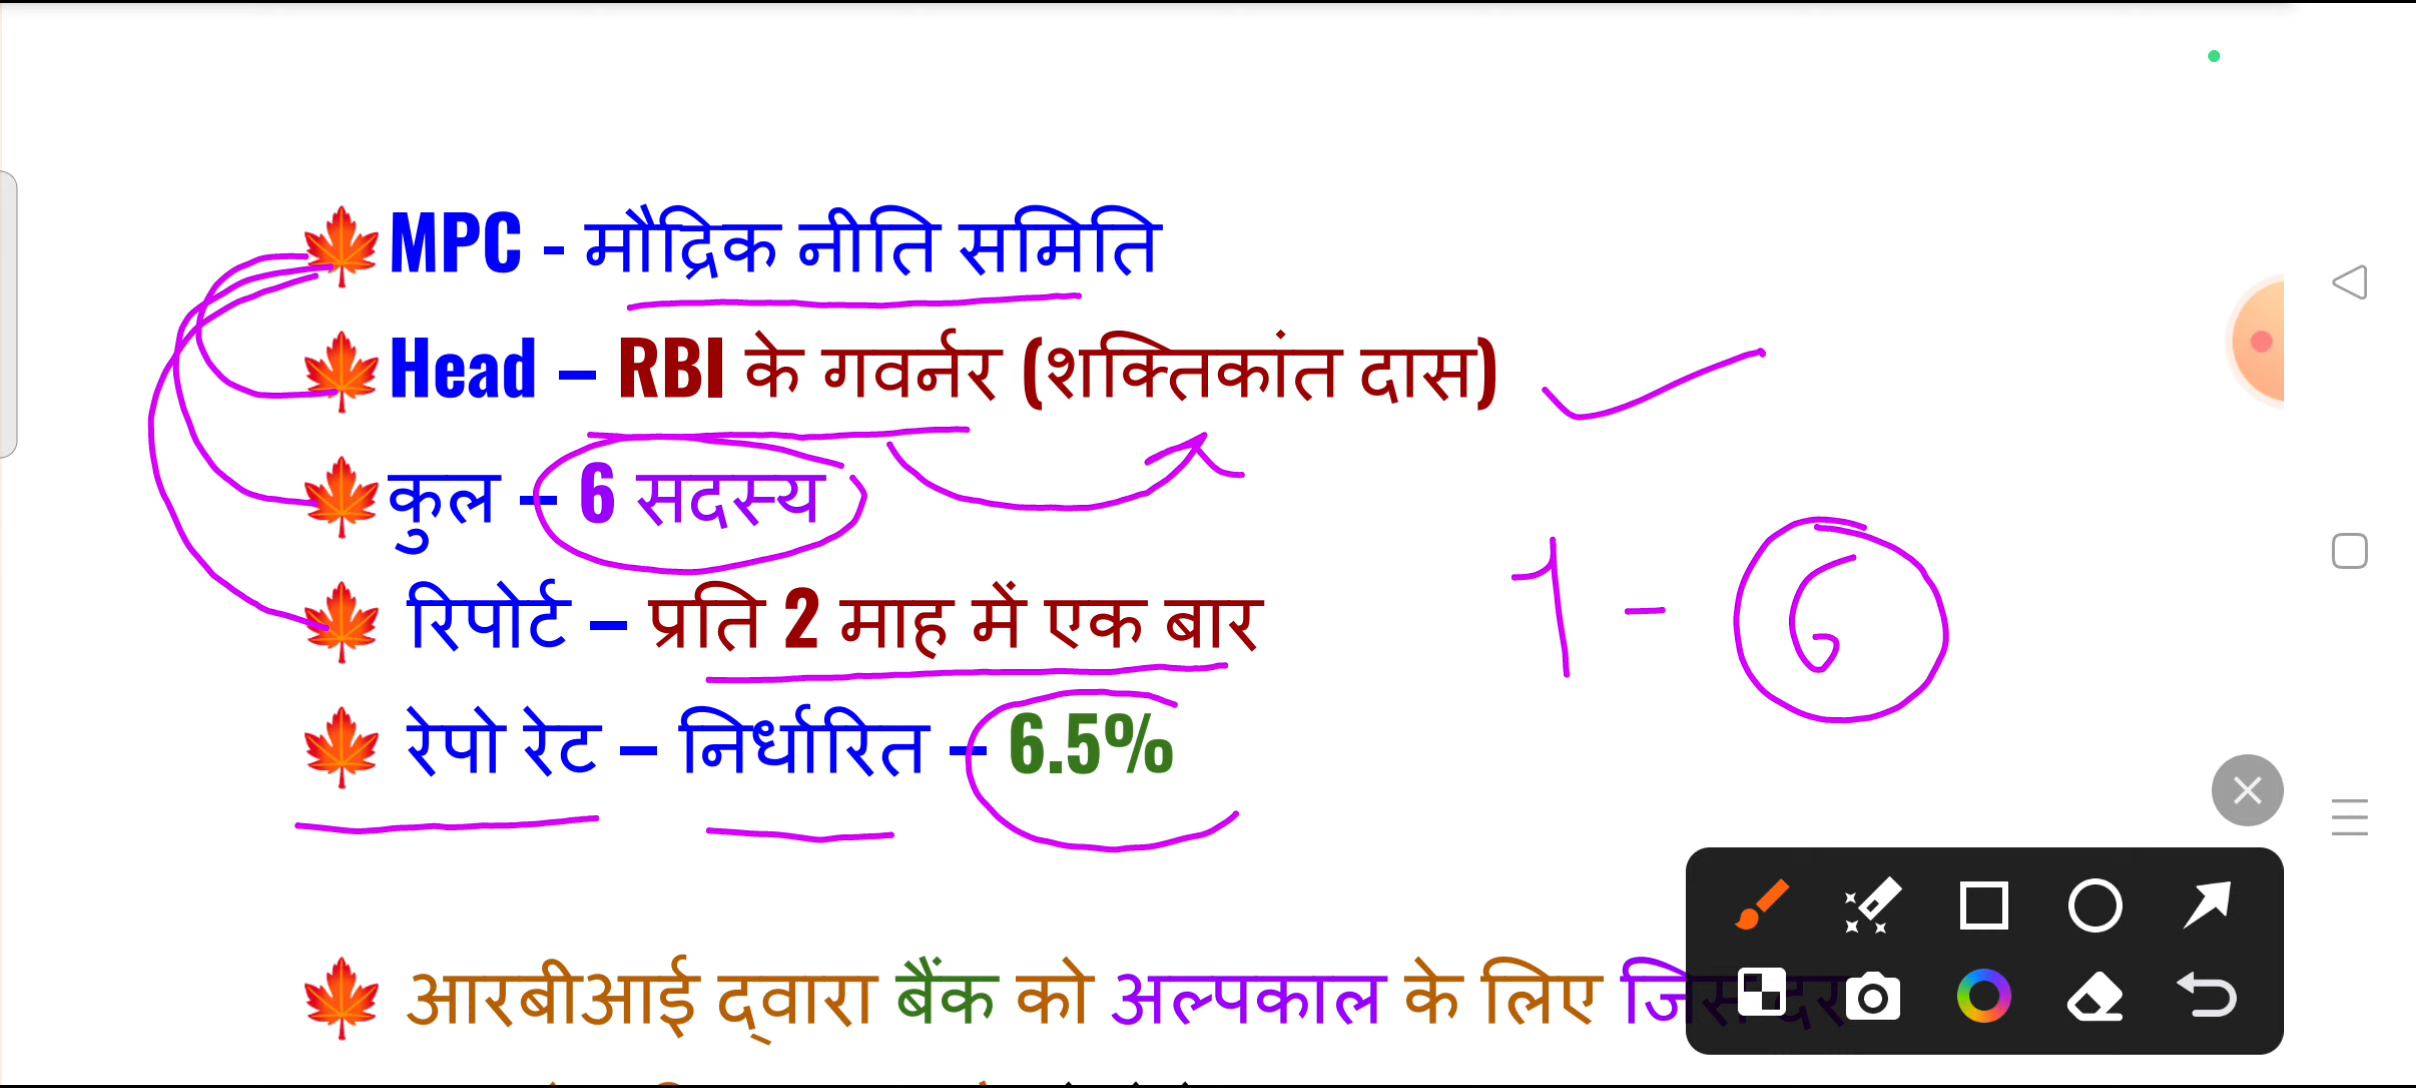 MPC - मौद्रिक नीति समिति
Head – RBI के गवर्नर (शक्तिकांत दास)
कुल – 6 सदस्य
1 - 6
रिपोर्ट – प्रति 2 माह में एक बार
रेपो रेट – निर्धारित – 6.5%
आरबीआई द्वारा बैंक को अल्पकाल के लिए जिस दर